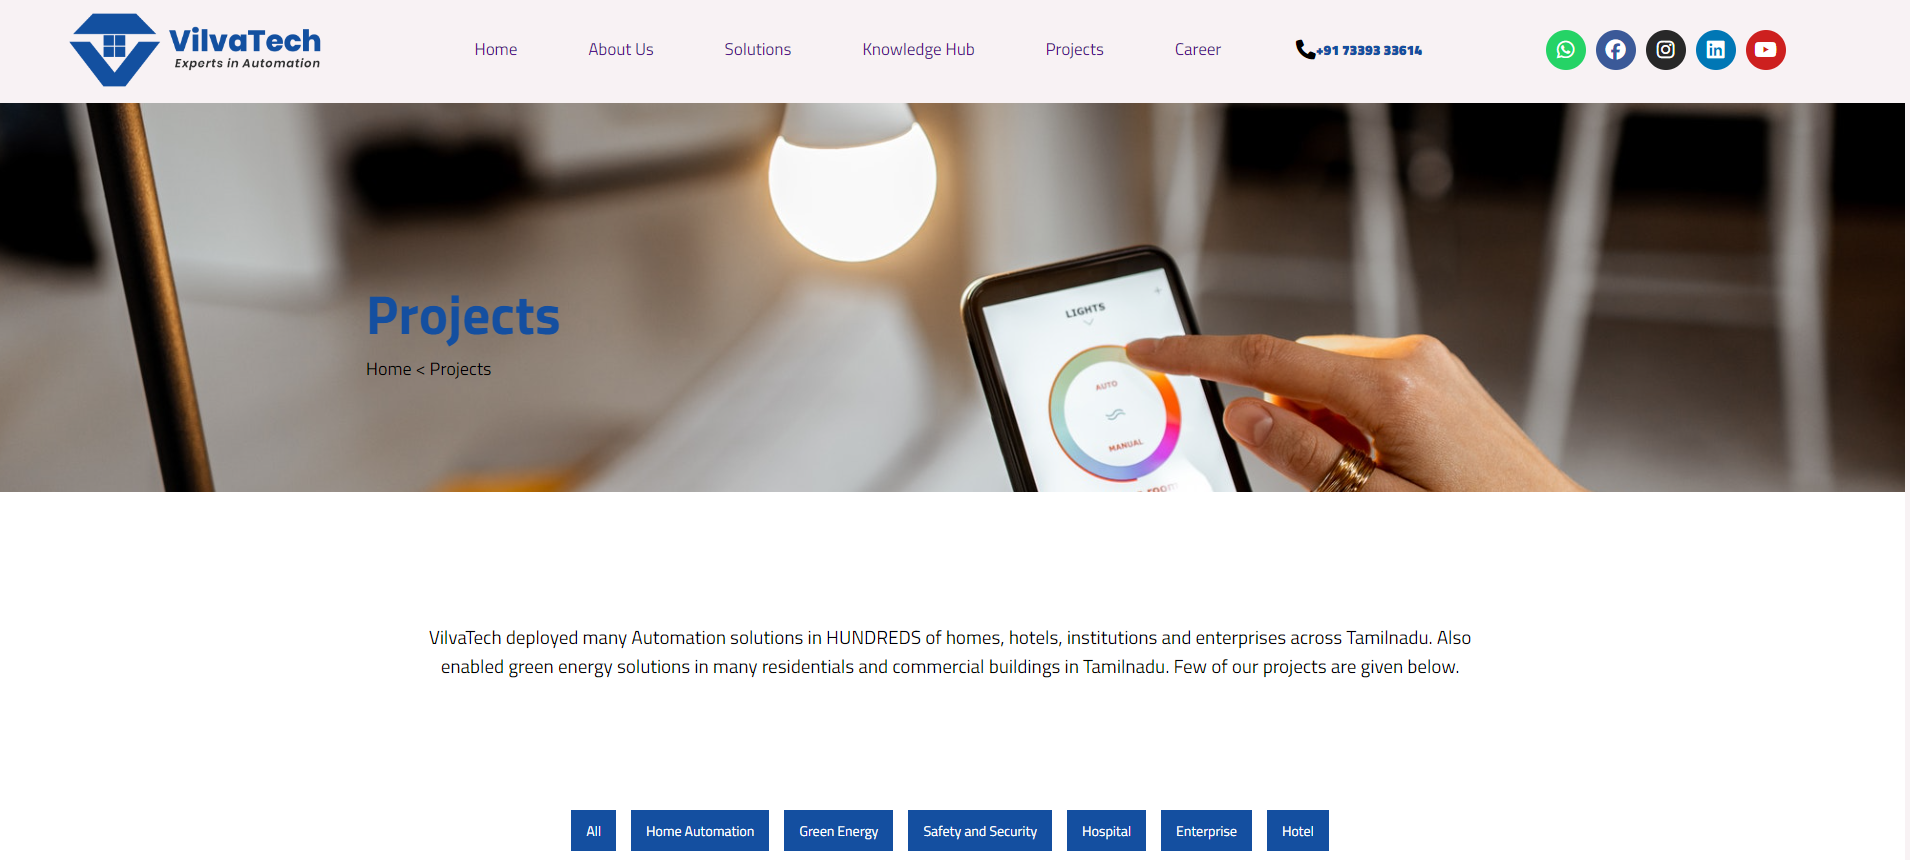 VilvaTech
Experts in Automation
Home
About Us
Solutions
Knowledge Hub
Projects
Career
+91 73393 33614
Projects
Home < Projects
LIGHTS
AUTO
MANUAL
VilvaTech deployed many Automation solutions in HUNDREDS of homes, hotels, institutions and enterprises across Tamilnadu. Also
enabled green energy solutions in many residentials and commercial buildings in Tamilnadu. Few of our projects are given below.
All
Home Automation
Green Energy
Safety and Security
Hospital
Enterprise
Hotel